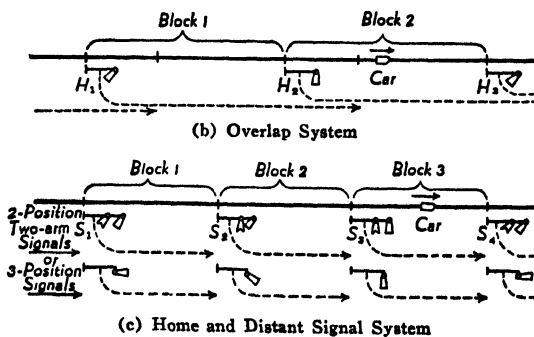 Block 1 Block 2
Car
H₁ H₂ H₃
(b) Overlap System
Block 1 Block 2 Block 3
2-Position
Two-arm
Signals
or
3-Position
Signals
Car
S₁ S₂ S₃ S₄
(c) Home and Distant Signal System